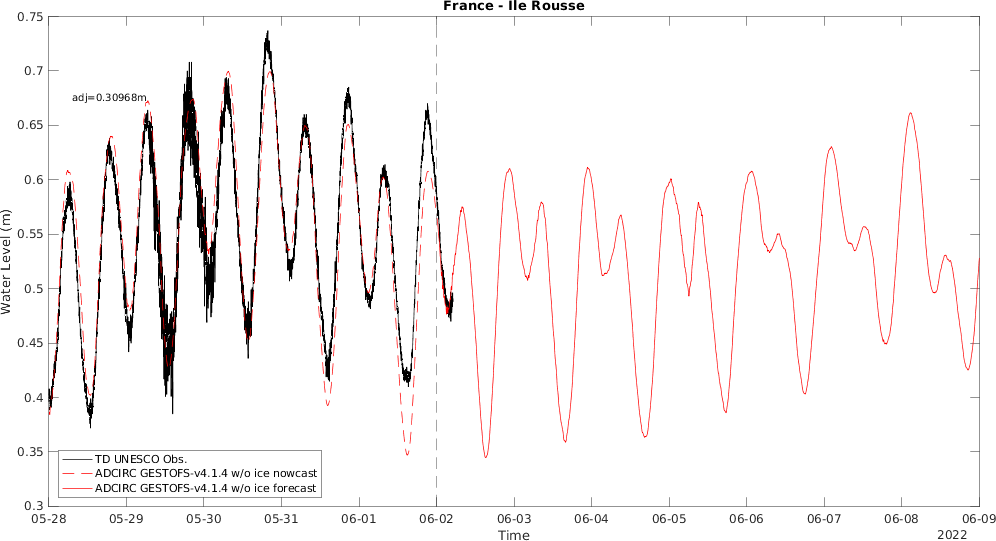 France - Ile Rousse
0.75
0.7
0.65
0.6
0.55
0.5
0.45
0.4
0.35
0.3
Water Level (m)
adj=0.30968m
TD UNESCO Obs.
ADCIRC GESTOFS-v4.1.4 w/o ice nowcast
ADCIRC GESTOFS-v4.1.4 w/o ice forecast
05-28 05-29 05-30 05-31 06-01 06-02 06-03 06-04 06-05 06-06 06-07 06-08 06-09
Time
2022